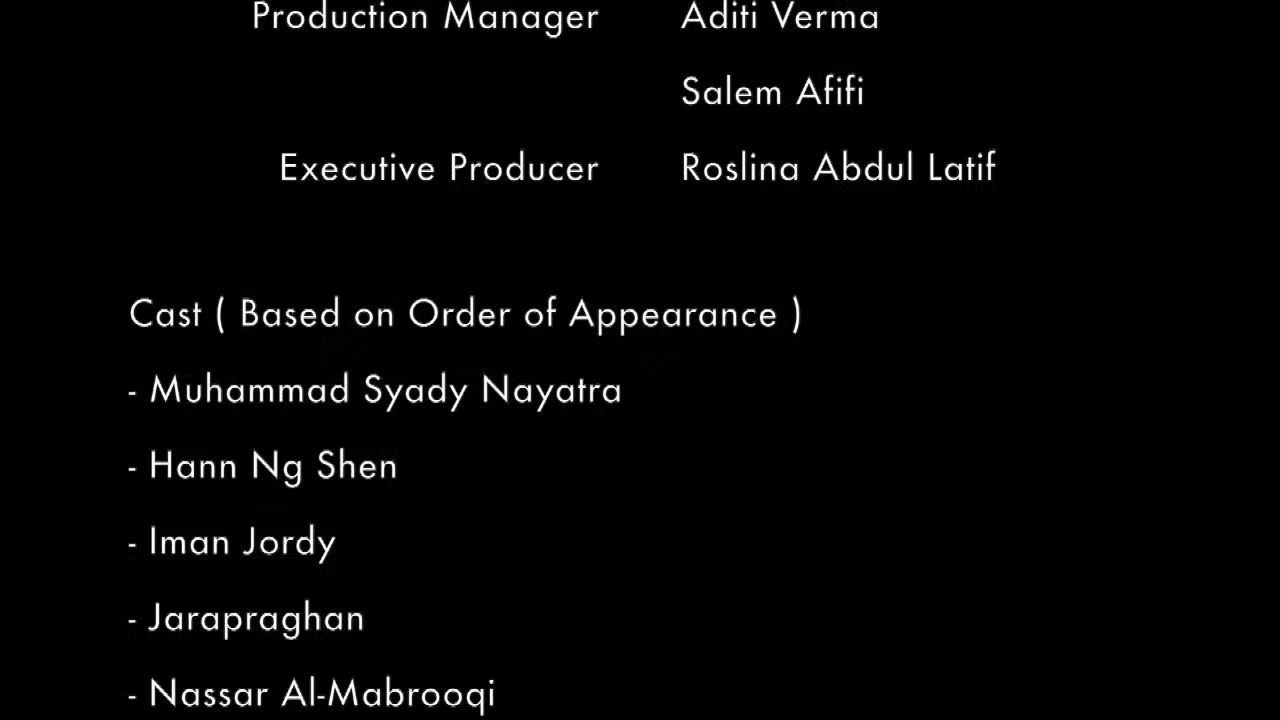 Production Manager Aditi Verma
Salem Afifi
Executive Producer Roslina Abdul Latif
Cast ( Based on Order of Appearance )
- Muhammad Syady Nayatra
- Hann Ng Shen
- Iman Jordy
- Jarapraghan
- Nassar Al-Mabrooqi